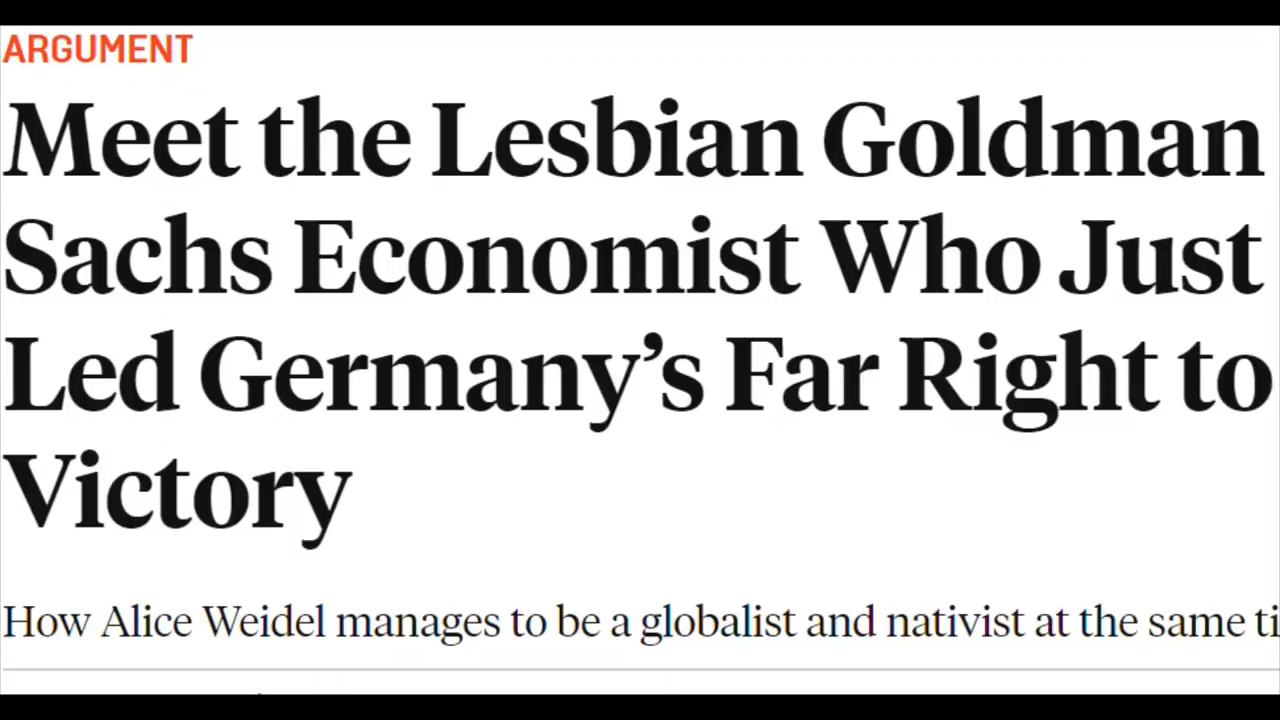 ARGUMENT
Meet the Lesbian Goldman
Sachs Economist Who Just
Led Germany’s Far Right to
Victory
How Alice Weidel manages to be a globalist and nativist at the same ti